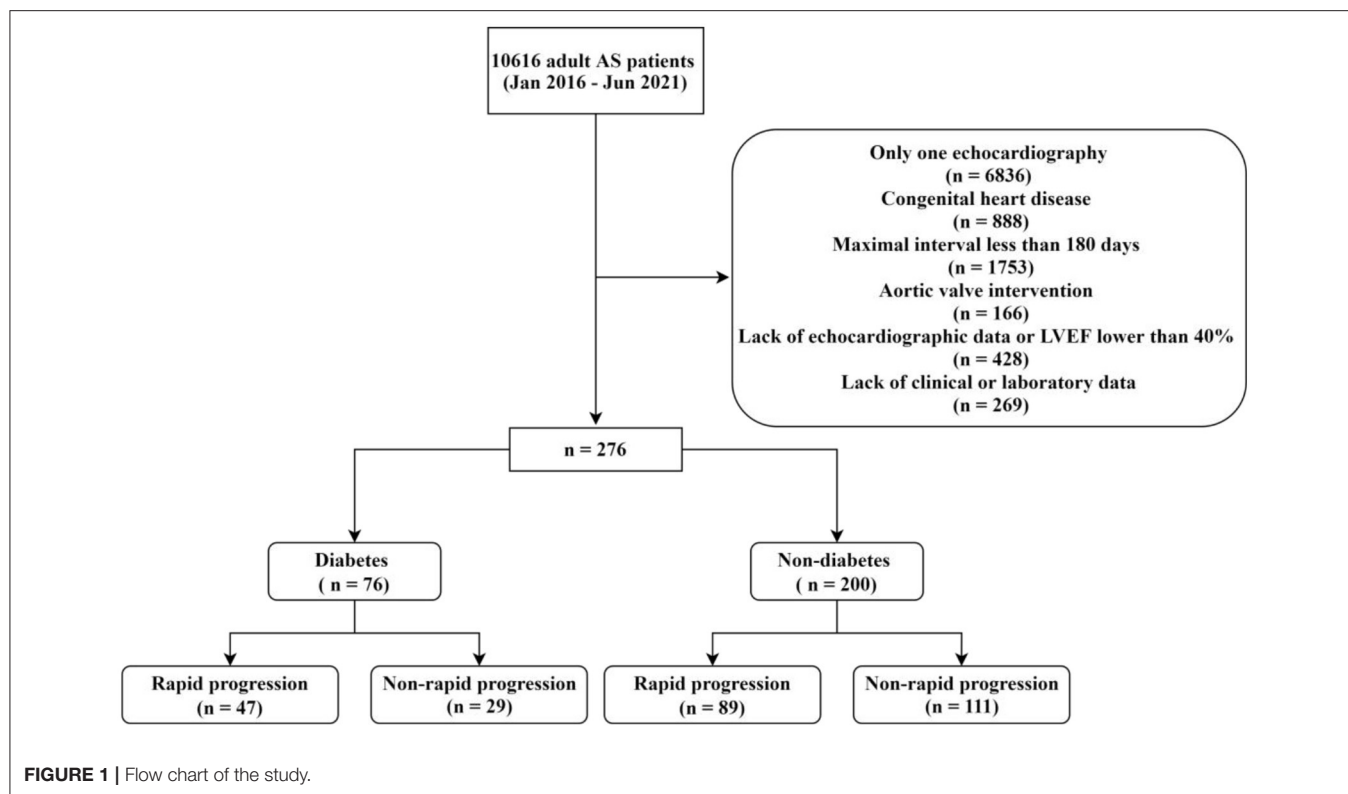 10616 adult AS patients
(Jan 2016 - Jun 2021)
Only one echocardiography
(n = 6836)
Congenital heart disease
(n = 888)
Maximal interval less than 180 days
(n = 1753)
Aortic valve intervention
(n = 166)
Lack of echocardiographic data or LVEF lower than 40%
(n = 428)
Lack of clinical or laboratory data
(n = 269)
n = 276
Diabetes
( n = 76)
Non-diabetes
( n = 200)
Rapid progression
(n = 47)
Non-rapid progression
(n = 29)
Rapid progression
(n = 89)
Non-rapid progression
(n = 111)
FIGURE 1 | Flow chart of the study.